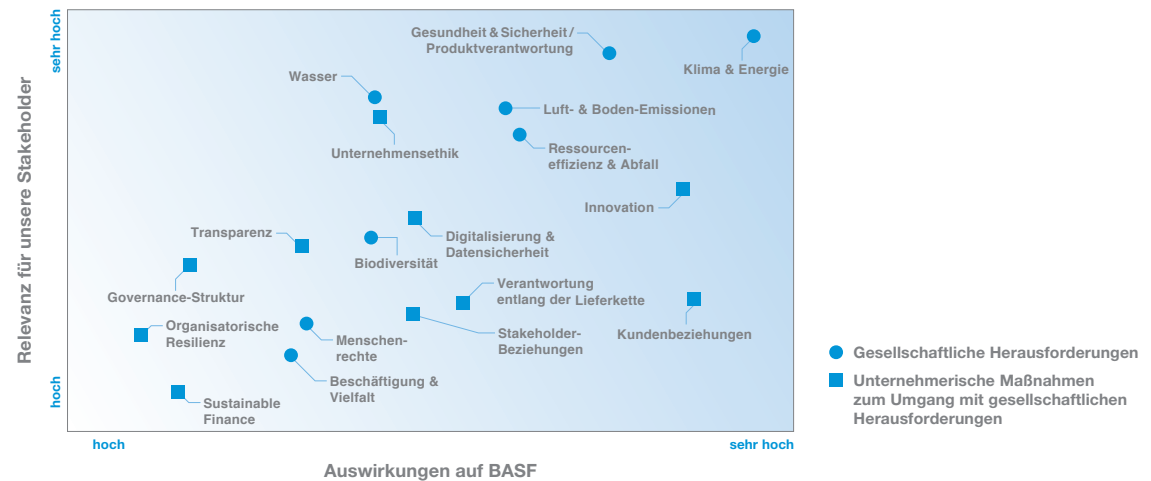 sehr hoch
Relevanz für unsere Stakeholder
hoch
Gesundheit & Sicherheit /
Produktverantwortung
Klima & Energie
Wasser
Luft- & Boden-Emissionen
Unternehmensethik
Ressourcen-
effizienz & Abfall
Innovation
Transparenz
Digitalisierung &
Datensicherheit
Biodiversität
Governance-Struktur
Verantwortung
entlang der Lieferkette
Organisatorische
Resilienz
Menschen-
rechte
Stakeholder-
Beziehungen
Kundenbeziehungen
Beschäftigung &
Vielfalt
Sustainable
Finance
hoch
sehr hoch
Auswirkungen auf BASF
Gesellschaftliche Herausforderungen
Unternehmerische Maßnahmen
zum Umgang mit gesellschaftlichen
Herausforderungen